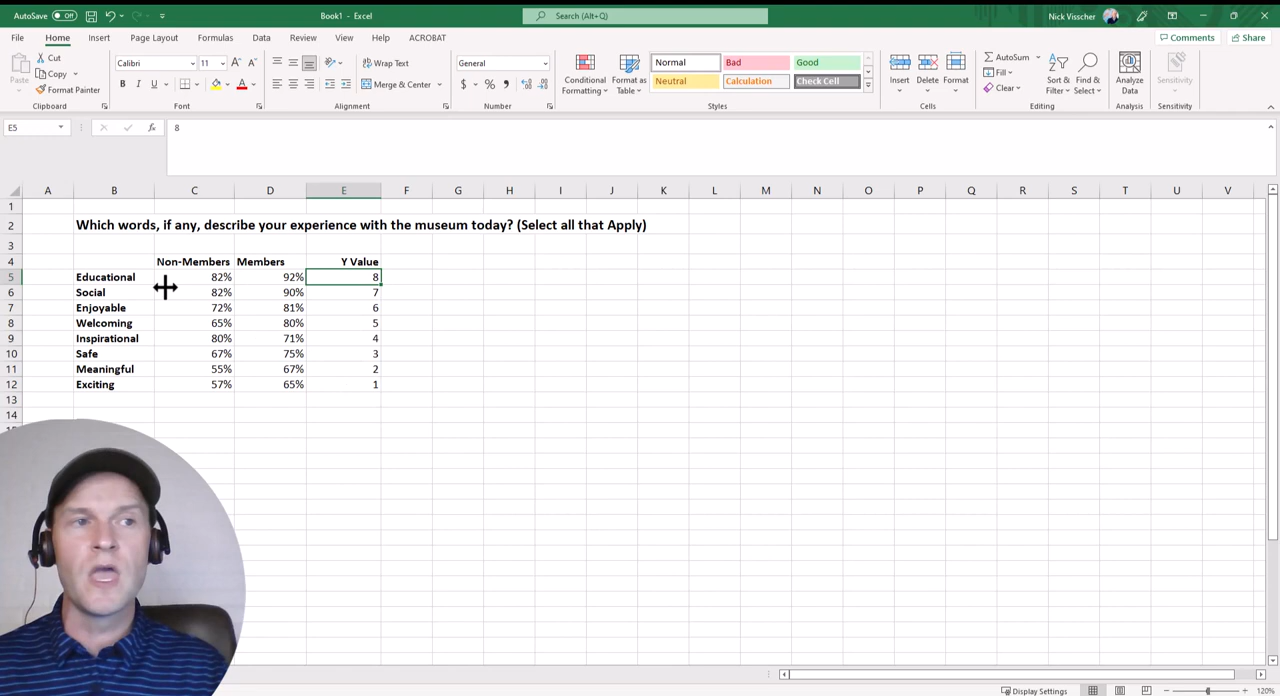 AutoSave Off Book1 - Excel Search (Alt+Q) Nick Visscher
File Home Insert Page Layout Formulas Data Review View Help ACROBAT Comments Share
Paste Cut Copy Format Painter
Clipboard
Calibri 11 A A
B I U A
Font
Wrap Text
Merge & Center
Alignment
General
$ % ,
Number
Conditional Formatting
Format as Table
Normal Bad Good
Neutral Calculation Check Cell
Styles
Insert Delete Format
Cells
AutoSum
Fill
Clear
Sort & Filter
Find & Select
Editing
Analyze Data
Analysis
Sensitivity
Sensitivity
E5 fx 8
A B C D E F G H I J K L M N O P Q R S T U V
1
2 Which words, if any, describe your experience with the museum today? (Select all that Apply)
3
4 Non-Members Members Y Value
5 Educational 82% 92% 8
6 Social 82% 90% 7
7 Enjoyable 72% 81% 6
8 Welcoming 65% 80% 5
9 Inspirational 80% 71% 4
10 Safe 67% 75% 3
11 Meaningful 55% 67% 2
12 Exciting 57% 65% 1
13
14
Display Settings 120%